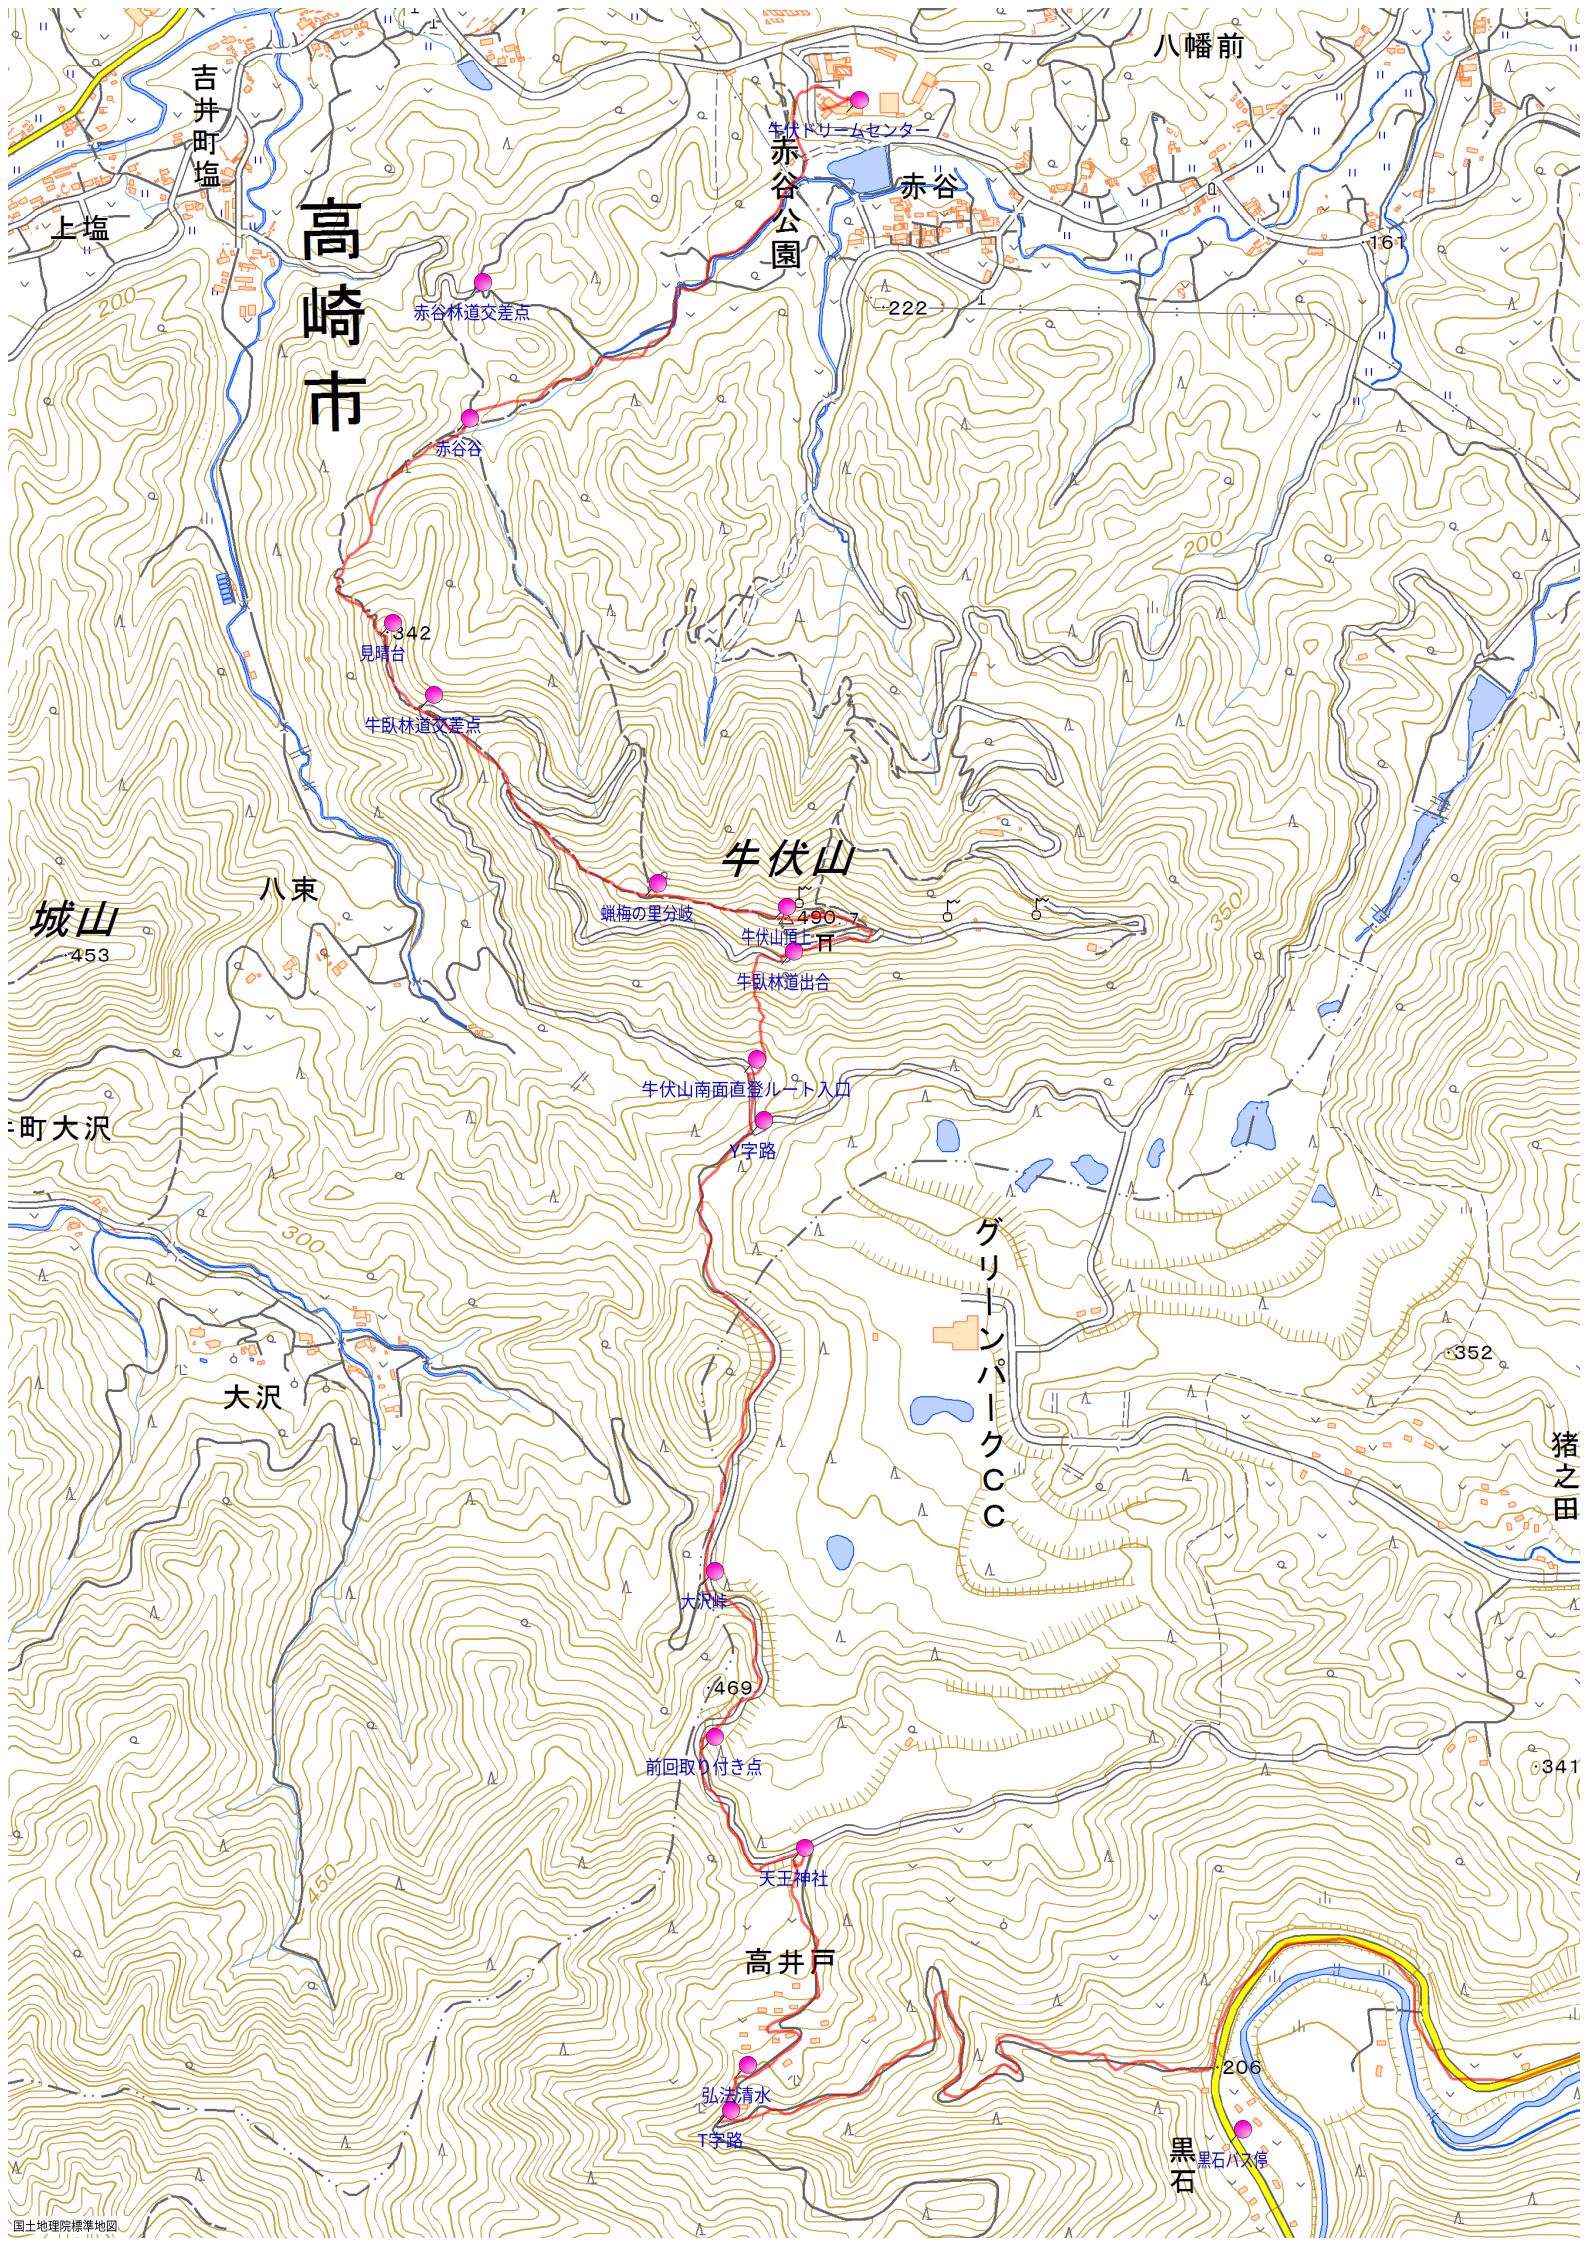 八幡前
吉井町塩
牛伏ドリームセンター
赤谷公園
赤谷
上塩
高崎市
161
200
赤谷林道交差点
222
赤谷谷
200
342
見晴台
牛臥林道交差点
牛伏山
八束
城山
453
蝋梅の里分岐
490.7
牛伏山頂上
350
牛臥林道出合
牛伏山南面直登ルート入口
町大沢
Y字路
300
グリーンパークCC
352
大沢
猪之田
大沢峠
469
前回取り付き点
341
天王神社
450
高井戸
206
弘法清水
T字路
黒石
黒石バス停
国土地理院標準地図